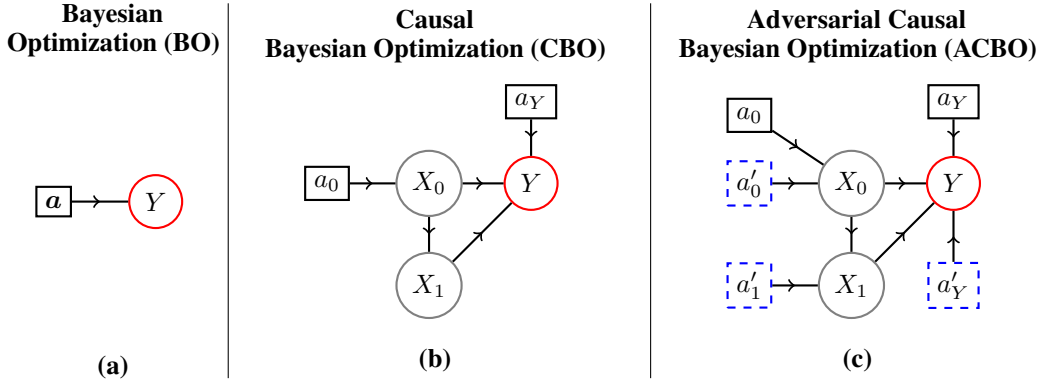 Bayesian
Optimization (BO)
a
Y
(a)
Causal
Bayesian Optimization (CBO)
a_Y
a_0
X_0
Y
X_1
(b)
Adversarial Causal
Bayesian Optimization (ACBO)
a_0
a_Y
a'_0
X_0
Y
a'_1
X_1
a'_Y
(c)